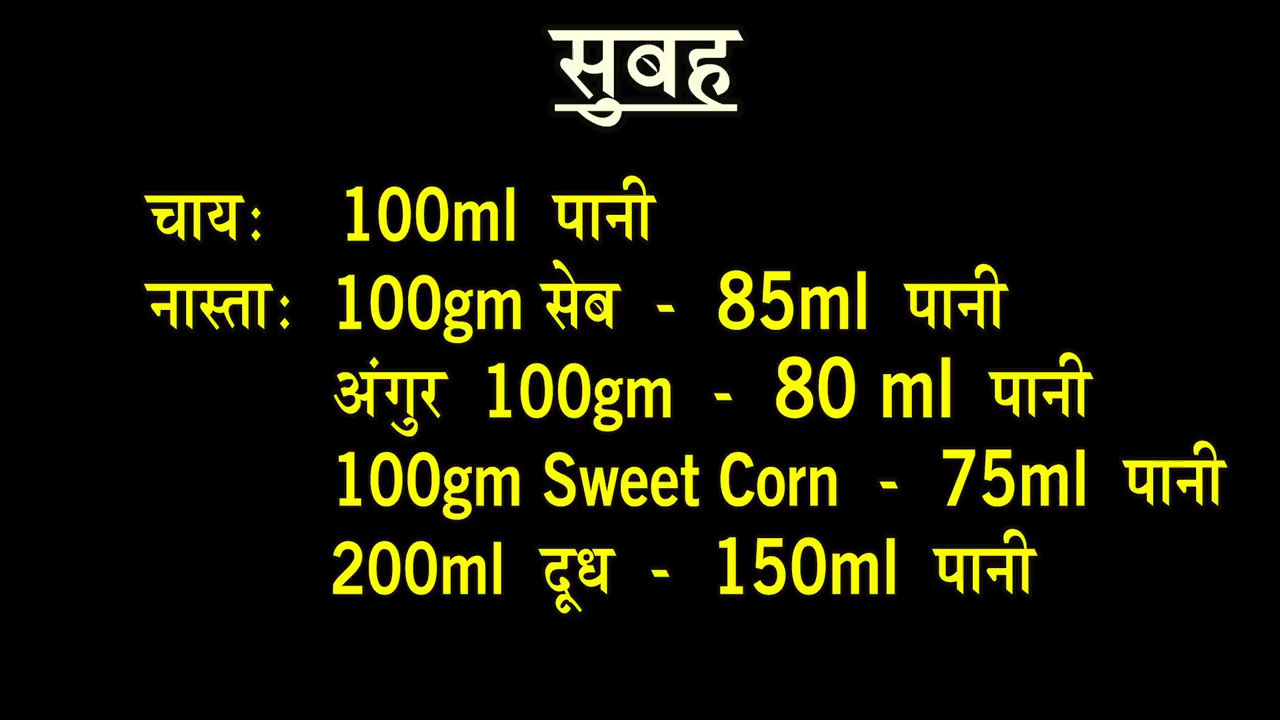 सुबह
चाय: 100ml पानी
नास्ता: 100gm सेब - 85ml पानी
अंगुर 100gm - 80 ml पानी
100gm Sweet Corn - 75ml पानी
200ml दूध - 150ml पानी